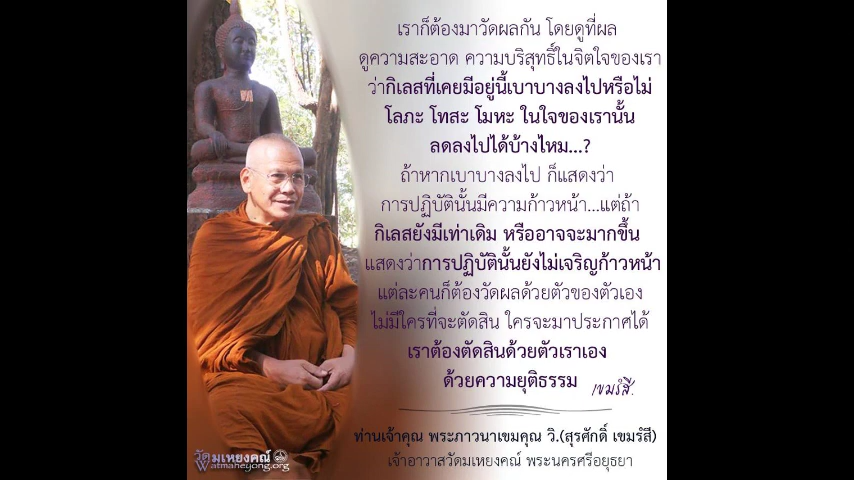 เราก็ต้องมาวัดผลกัน โดยดูที่ผล
ดูความสะอาด ความบริสุทธิ์ในจิตใจของเรา
ว่ากิเลสที่เคยมีอยู่นี้เบาบางลงไปหรือไม่
โลภะ โทสะ โมหะ ในใจของเรานั้น
ลดลงไปได้บ้างไหม...?
ถ้าหากเบาบางลงไป ก็แสดงว่า
การปฏิบัตินั้นมีความก้าวหน้า...แต่ถ้า
กิเลสยังมีเท่าเดิม หรืออาจจะมากขึ้น
แสดงว่าการปฏิบัตินั้นยังไม่เจริญก้าวหน้า
แต่ละคนก็ต้องวัดผลด้วยตัวของตัวเอง
ไม่มีใครที่จะตัดสิน ใครจะมาประกาศได้
เราต้องตัดสินด้วยตัวเราเอง
ด้วยความยุติธรรม
เขมรํสี.
ท่านเจ้าคุณ พระภาวนาเขมคุณ วิ.(สุรศักดิ์ เขมรํสี)
เจ้าอาวาสวัดมเหยงคณ์ พระนครศรีอยุธยา
วัดมเหยงคณ์
Watmaheyong.org